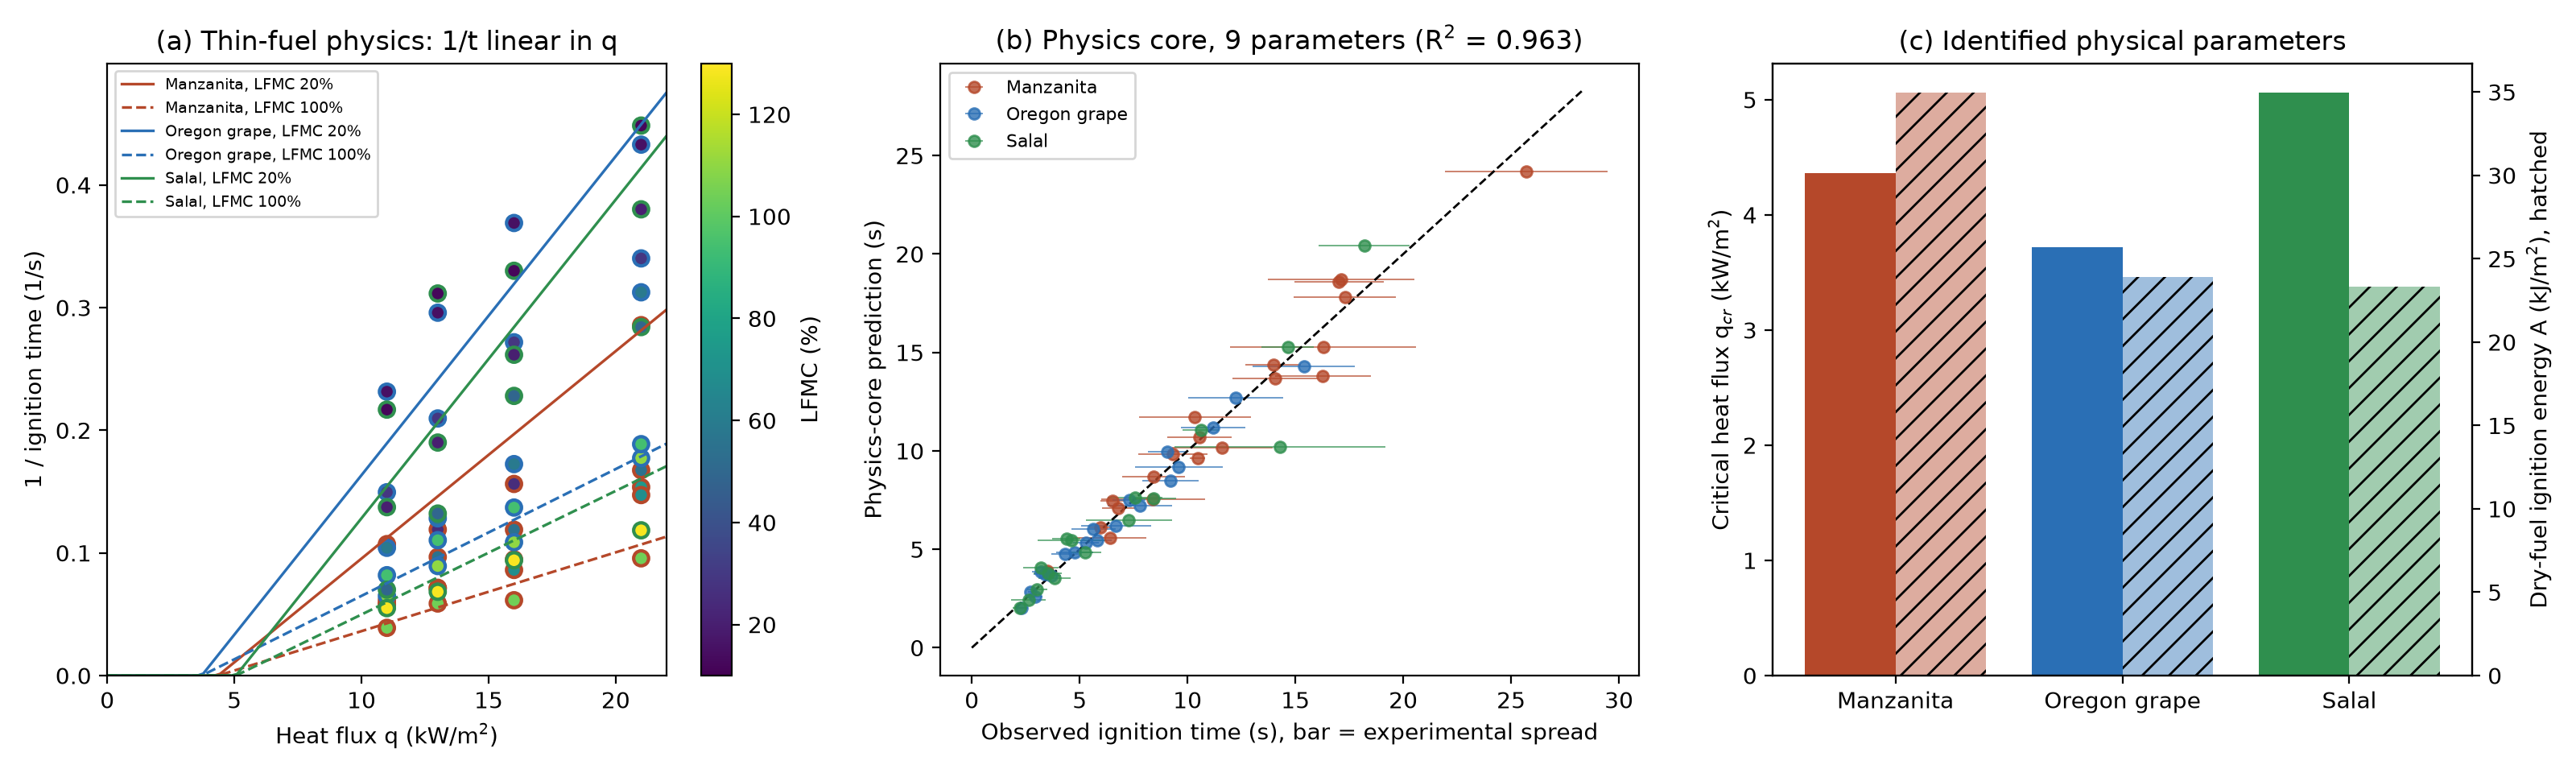 (a) Thin-fuel physics: 1/t linear in q
Manzanita, LFMC 20%
Manzanita, LFMC 100%
Oregon grape, LFMC 20%
Oregon grape, LFMC 100%
Salal, LFMC 20%
Salal, LFMC 100%
1 / ignition time (1/s)
0.4
0.3
0.2
0.1
0.0
0 5 10 15 20
Heat flux q (kW/m²)
120
100
80
60
40
20
LFMC (%)
(b) Physics core, 9 parameters (R² = 0.963)
Manzanita
Oregon grape
Salal
Physics-core prediction (s)
25
20
15
10
5
0
0 5 10 15 20 25 30
Observed ignition time (s), bar = experimental spread
(c) Identified physical parameters
Critical heat flux q_cr (kW/m²)
5
4
3
2
1
0
Manzanita Oregon grape Salal
35
30
25
20
15
10
5
0
Dry-fuel ignition energy A (kJ/m²), hatched